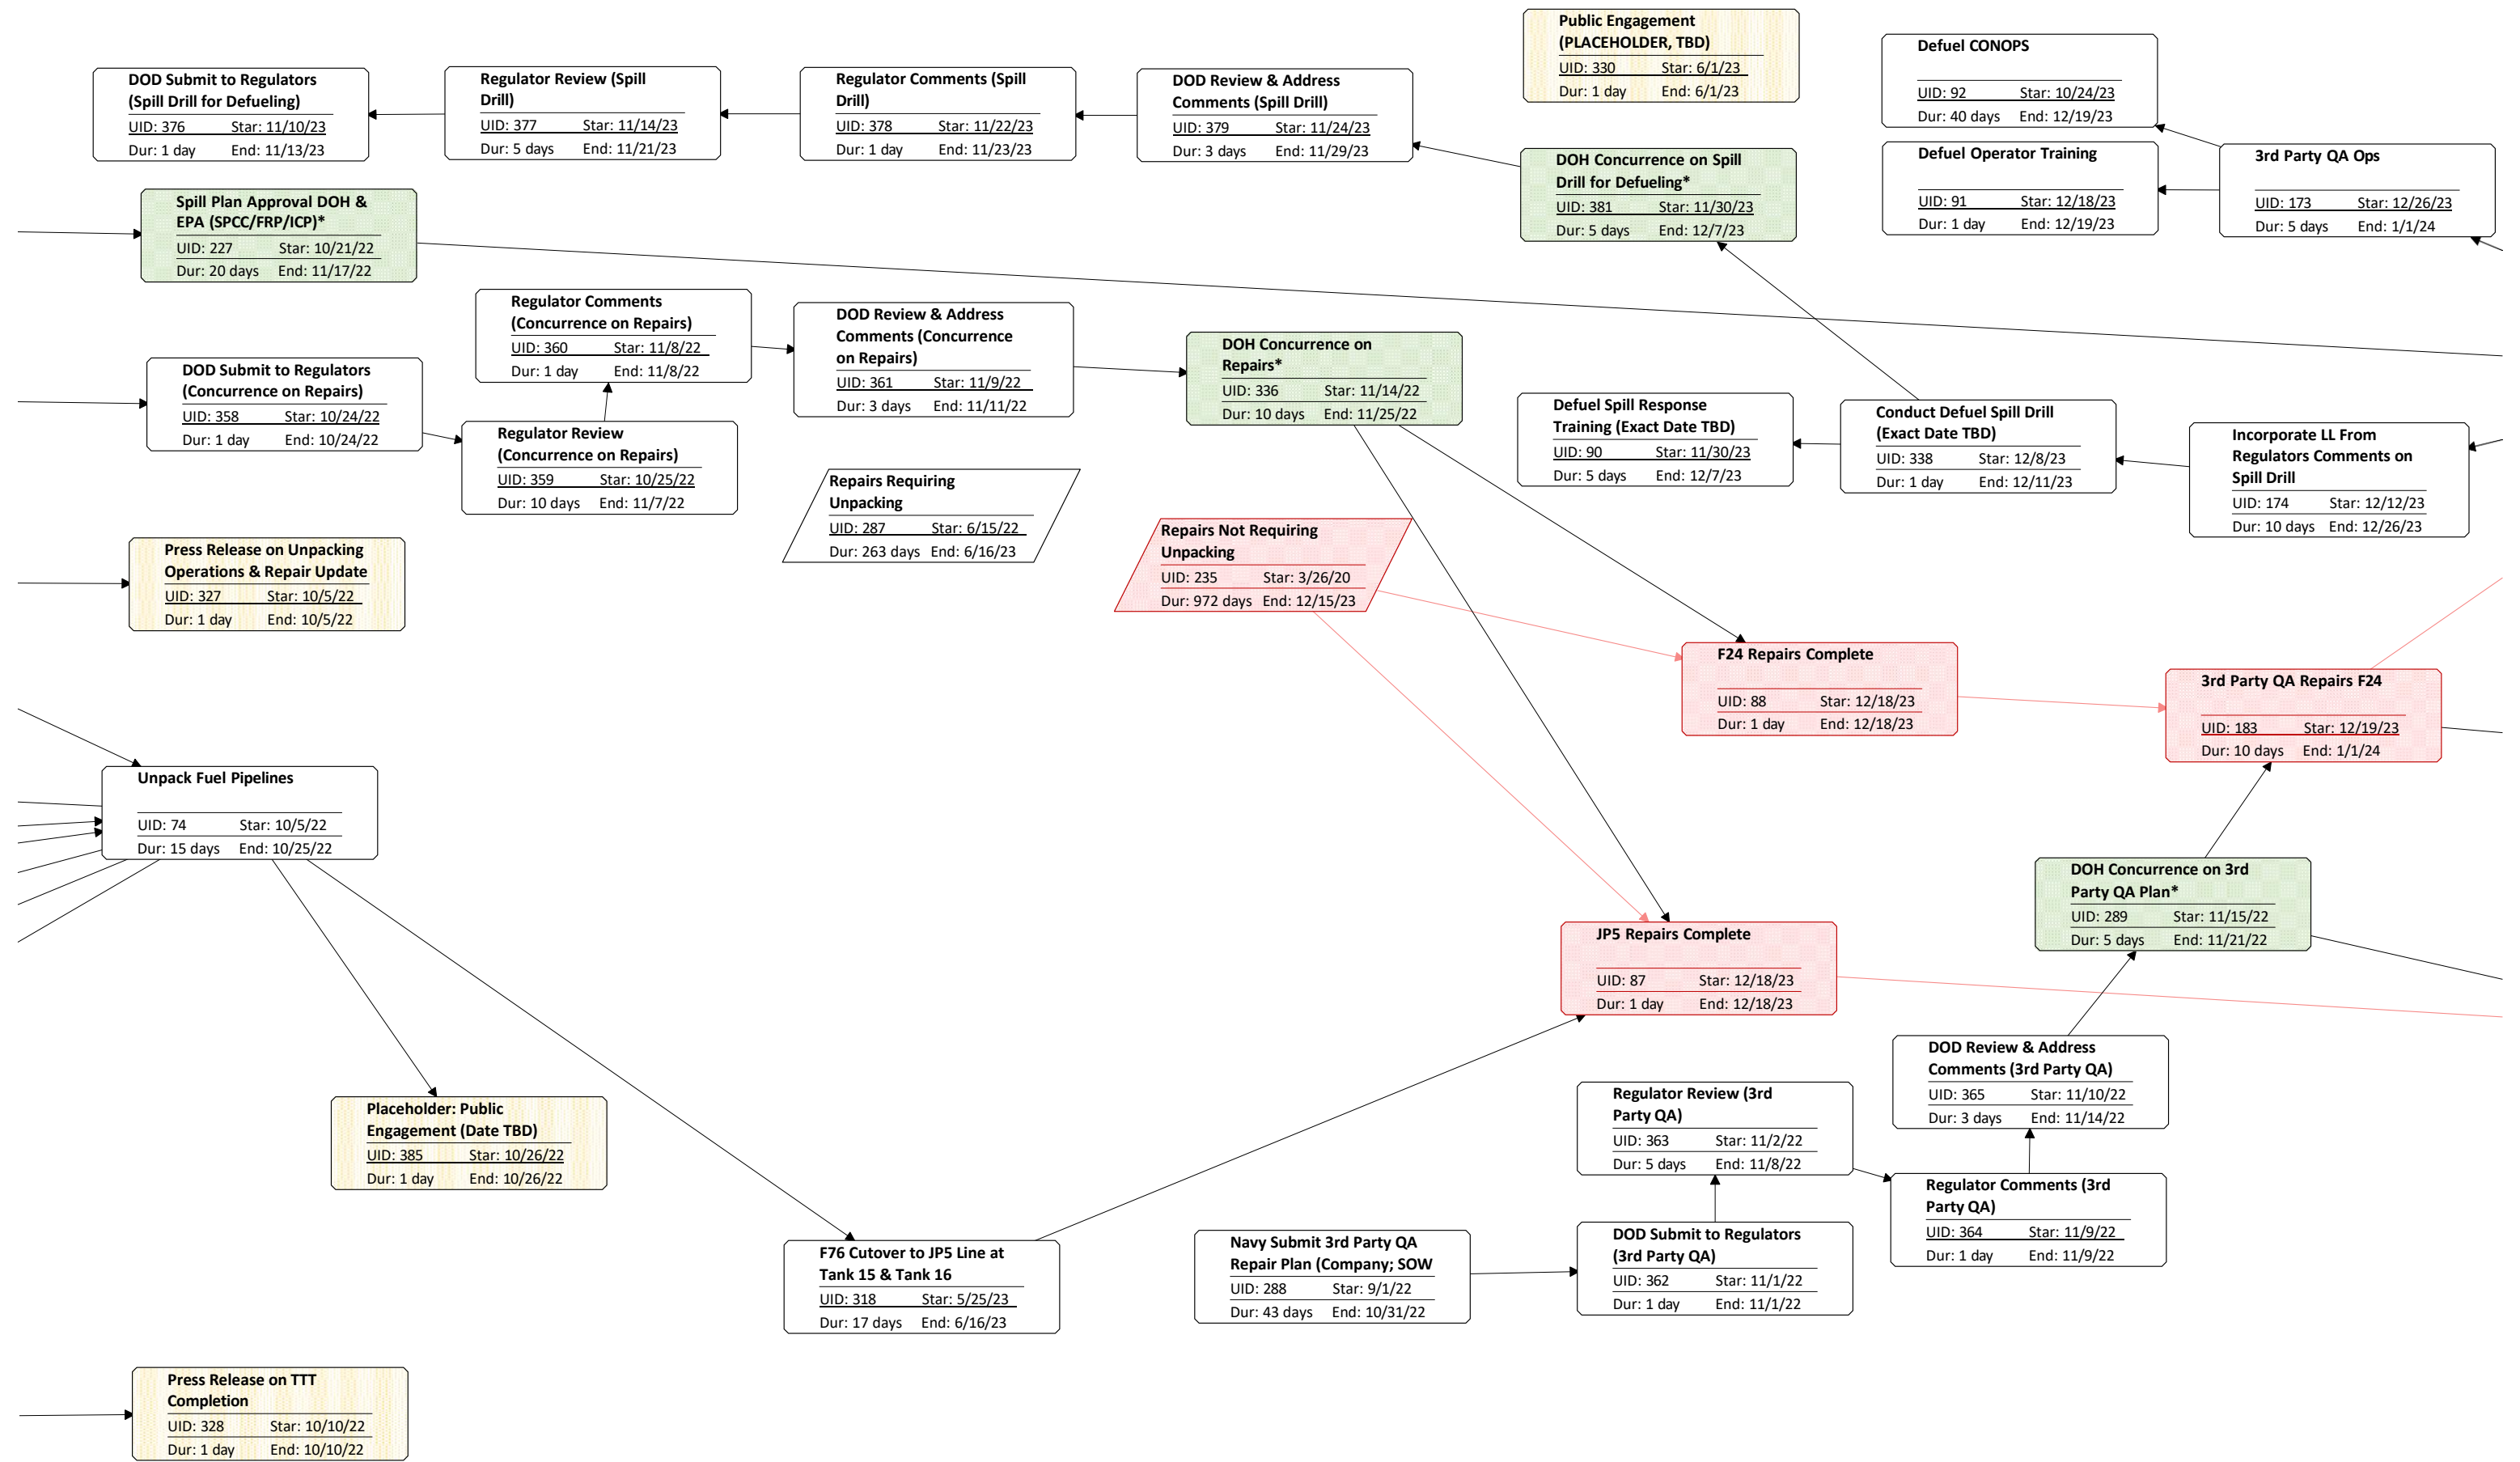 Public Engagement
(PLACEHOLDER, TBD)
UID: 330 Star: 6/1/23
Dur: 1 day End: 6/1/23
Defuel CONOPS
UID: 92 Star: 10/24/23
Dur: 40 days End: 12/19/23
DOD Submit to Regulators
(Spill Drill for Defueling)
UID: 376 Star: 11/10/23
Dur: 1 day End: 11/13/23
Regulator Review (Spill
Drill)
UID: 377 Star: 11/14/23
Dur: 5 days End: 11/21/23
Regulator Comments (Spill
Drill)
UID: 378 Star: 11/22/23
Dur: 1 day End: 11/23/23
DOD Review & Address
Comments (Spill Drill)
UID: 379 Star: 11/24/23
Dur: 3 days End: 11/29/23
DOH Concurrence on Spill
Drill for Defueling*
UID: 381 Star: 11/30/23
Dur: 5 days End: 12/7/23
Defuel Operator Training
UID: 91 Star: 12/18/23
Dur: 1 day End: 12/19/23
3rd Party QA Ops
UID: 173 Star: 12/26/23
Dur: 5 days End: 1/1/24
Spill Plan Approval DOH &
EPA (SPCC/FRP/ICP)*
UID: 227 Star: 10/21/22
Dur: 20 days End: 11/17/22
Regulator Comments
(Concurrence on Repairs)
UID: 360 Star: 11/8/22
Dur: 1 day End: 11/8/22
DOD Review & Address
Comments (Concurrence
on Repairs)
UID: 361 Star: 11/9/22
Dur: 3 days End: 11/11/22
DOH Concurrence on
Repairs*
UID: 336 Star: 11/14/22
Dur: 10 days End: 11/25/22
DOD Submit to Regulators
(Concurrence on Repairs)
UID: 358 Star: 10/24/22
Dur: 1 day End: 10/24/22
Regulator Review
(Concurrence on Repairs)
UID: 359 Star: 10/25/22
Dur: 10 days End: 11/7/22
Defuel Spill Response
Training (Exact Date TBD)
UID: 90 Star: 11/30/23
Dur: 5 days End: 12/7/23
Conduct Defuel Spill Drill
(Exact Date TBD)
UID: 338 Star: 12/8/23
Dur: 1 day End: 12/11/23
Incorporate LL From
Regulators Comments on
Spill Drill
UID: 174 Star: 12/12/23
Dur: 10 days End: 12/26/23
Repairs Requiring
Unpacking
UID: 287 Star: 6/15/22
Dur: 263 days End: 6/16/23
Repairs Not Requiring
Unpacking
UID: 235 Star: 3/26/20
Dur: 972 days End: 12/15/23
Press Release on Unpacking
Operations & Repair Update
UID: 327 Star: 10/5/22
Dur: 1 day End: 10/5/22
F24 Repairs Complete
UID: 88 Star: 12/18/23
Dur: 1 day End: 12/18/23
3rd Party QA Repairs F24
UID: 183 Star: 12/19/23
Dur: 10 days End: 1/1/24
Unpack Fuel Pipelines
UID: 74 Star: 10/5/22
Dur: 15 days End: 10/25/22
DOH Concurrence on 3rd
Party QA Plan*
UID: 289 Star: 11/15/22
Dur: 5 days End: 11/21/22
JP5 Repairs Complete
UID: 87 Star: 12/18/23
Dur: 1 day End: 12/18/23
DOD Review & Address
Comments (3rd Party QA)
UID: 365 Star: 11/10/22
Dur: 3 days End: 11/14/22
Placeholder: Public
Engagement (Date TBD)
UID: 385 Star: 10/26/22
Dur: 1 day End: 10/26/22
Regulator Review (3rd
Party QA)
UID: 363 Star: 11/2/22
Dur: 5 days End: 11/8/22
Regulator Comments (3rd
Party QA)
UID: 364 Star: 11/9/22
Dur: 1 day End: 11/9/22
F76 Cutover to JP5 Line at
Tank 15 & Tank 16
UID: 318 Star: 5/25/23
Dur: 17 days End: 6/16/23
Navy Submit 3rd Party QA
Repair Plan (Company; SOW
UID: 288 Star: 9/1/22
Dur: 43 days End: 10/31/22
DOD Submit to Regulators
(3rd Party QA)
UID: 362 Star: 11/1/22
Dur: 1 day End: 11/1/22
Press Release on TTT
Completion
UID: 328 Star: 10/10/22
Dur: 1 day End: 10/10/22